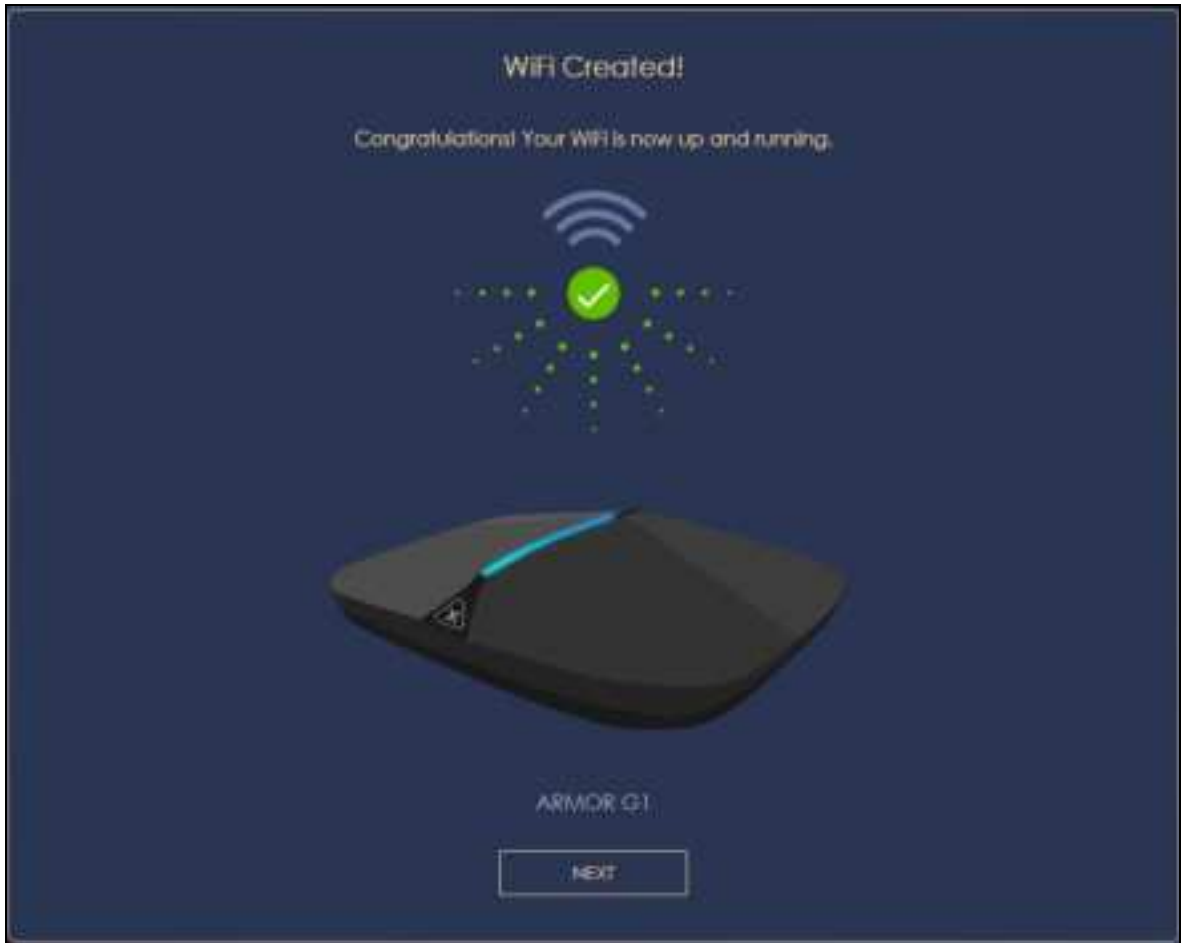 WiFi Created!
Congratulations! Your WiFi is now up and running.
ARMOR G1
NEXT